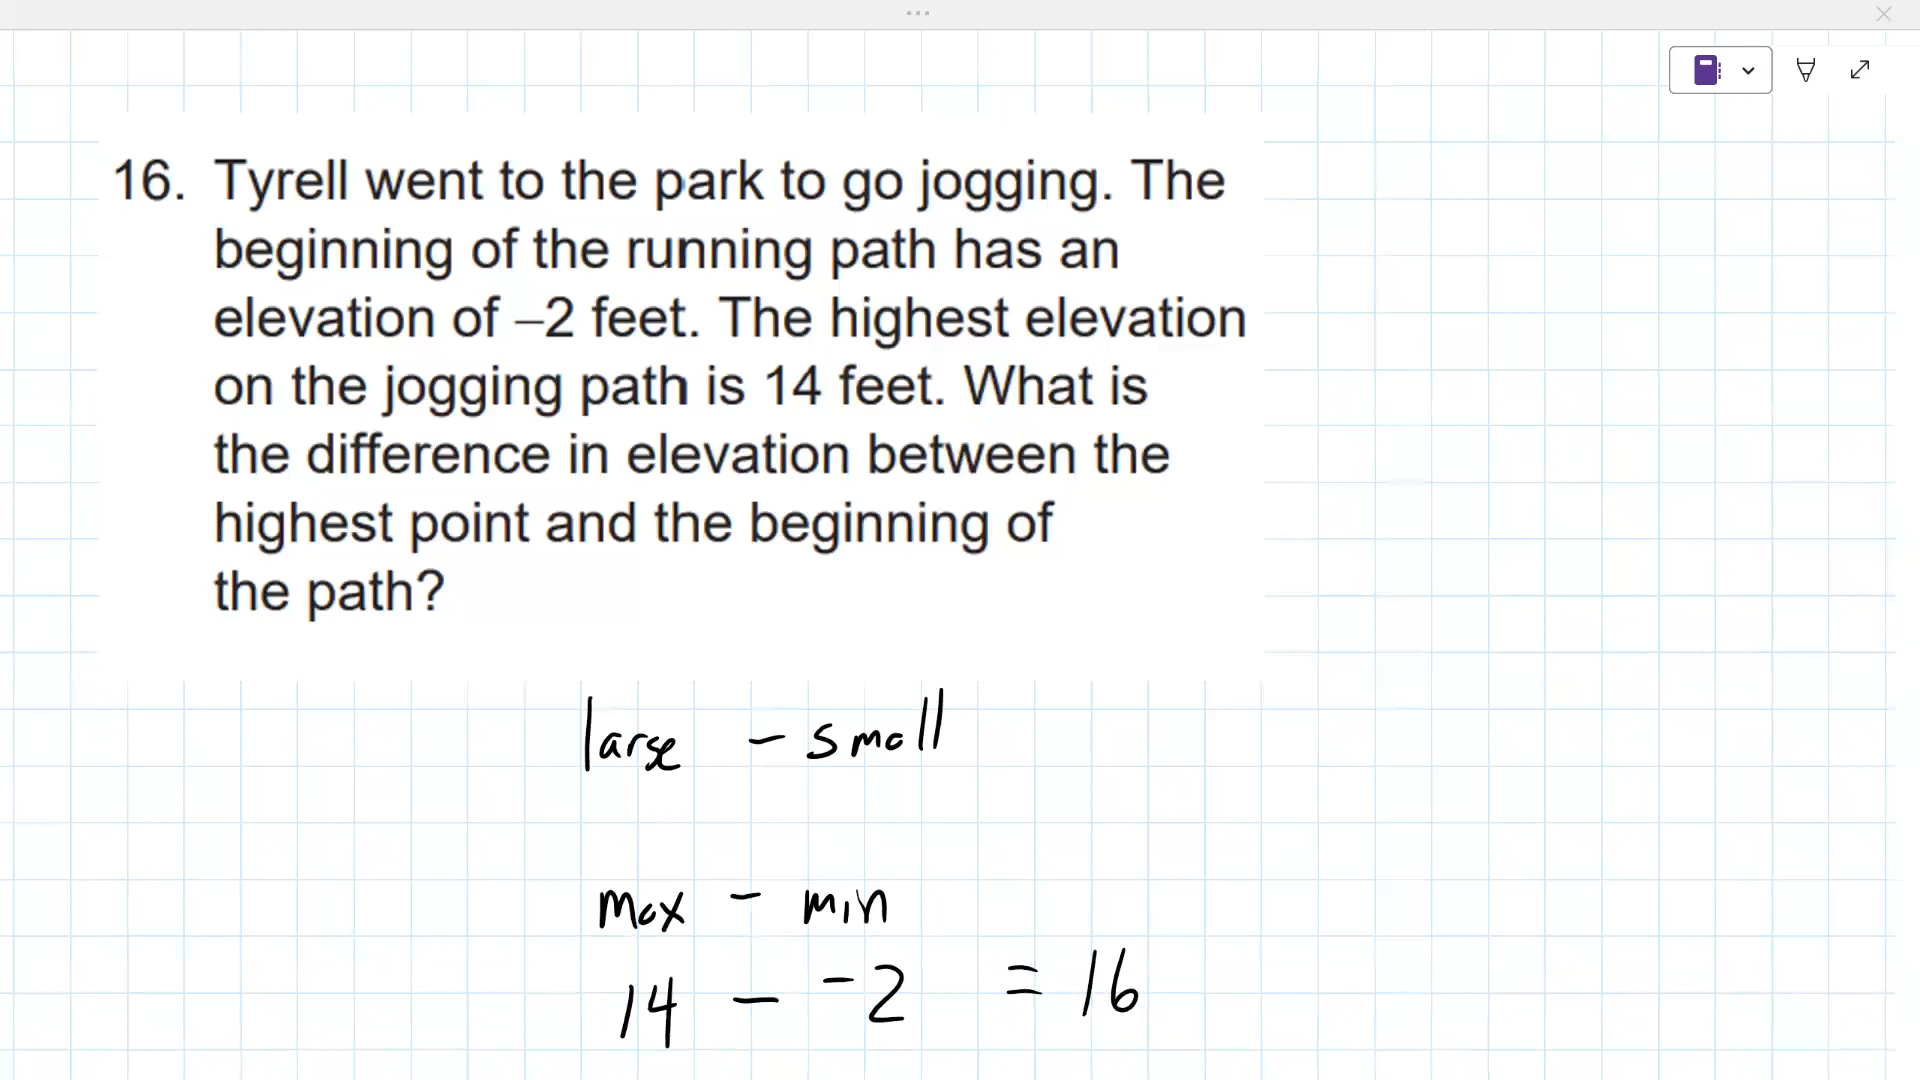 16. Tyrell went to the park to go jogging. The
beginning of the running path has an
elevation of –2 feet. The highest elevation
on the jogging path is 14 feet. What is
the difference in elevation between the
highest point and the beginning of
the path?
large - small
max - min
14 - -2 = 16